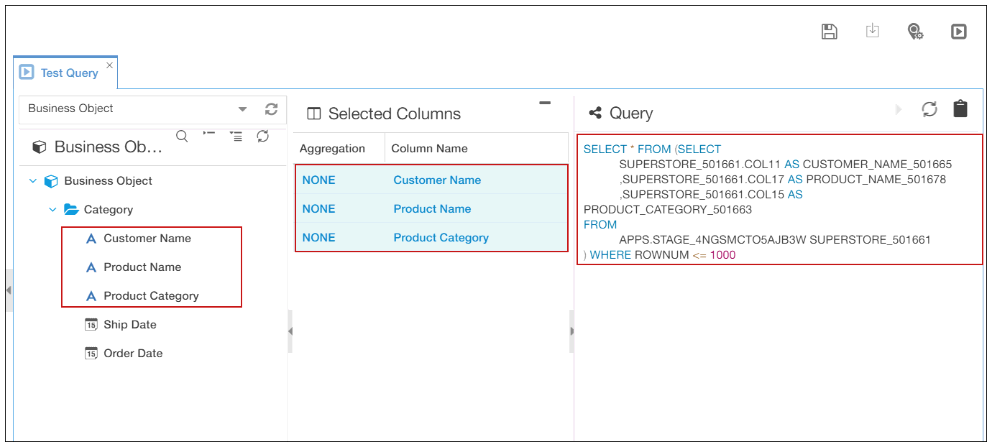 Test Query
Business Object
Business Ob...
Business Object
Category
Customer Name
Product Name
Product Category
15 Ship Date
15 Order Date
Selected Columns
Aggregation Column Name
NONE Customer Name
NONE Product Name
NONE Product Category
Query
SELECT * FROM (SELECT
SUPERSTORE_501661.COL11 AS CUSTOMER_NAME_501665
,SUPERSTORE_501661.COL17 AS PRODUCT_NAME_501678
,SUPERSTORE_501661.COL15 AS
PRODUCT_CATEGORY_501663
FROM
APPS.STAGE_4NGSMCTO5AJB3W SUPERSTORE_501661
) WHERE ROWNUM <= 1000